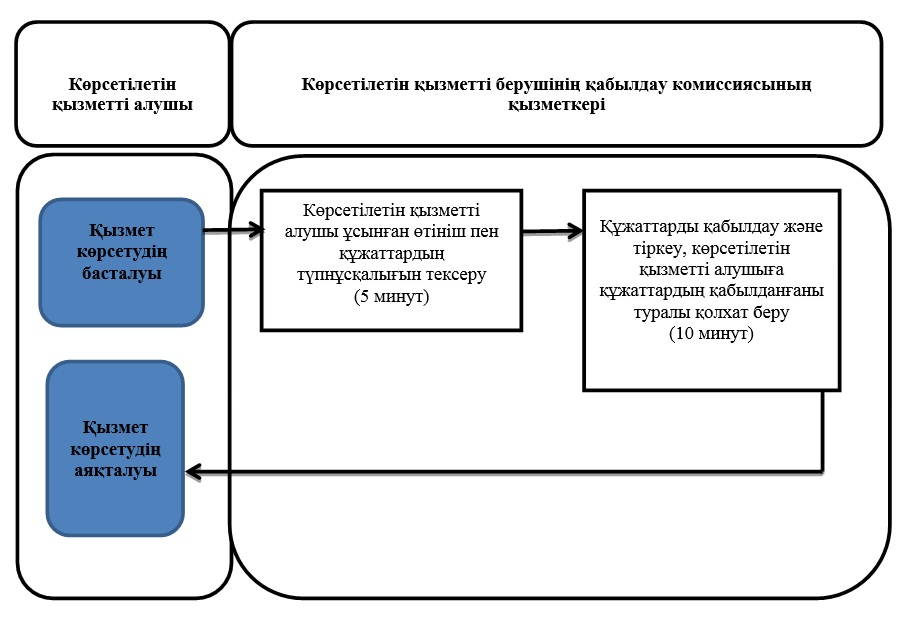 Көрсетілетін
қызметті алушы
Көрсетілетін қызметті берушінің қабылдау комиссиясының
қызметкері
Қызмет
көрсетудің
басталуы
Көрсетілетін қызметті
алушы ұсынған өтініш пен
құжаттардың
түпнұсқалығын тексеру
(5 минут)
Құжаттарды қабылдау және
тіркеу, көрсетілетін
қызметті алушыға
құжаттардың қабылданғаны
туралы қолхат беру
(10 минут)
Қызмет
көрсетудің
аяқталуы